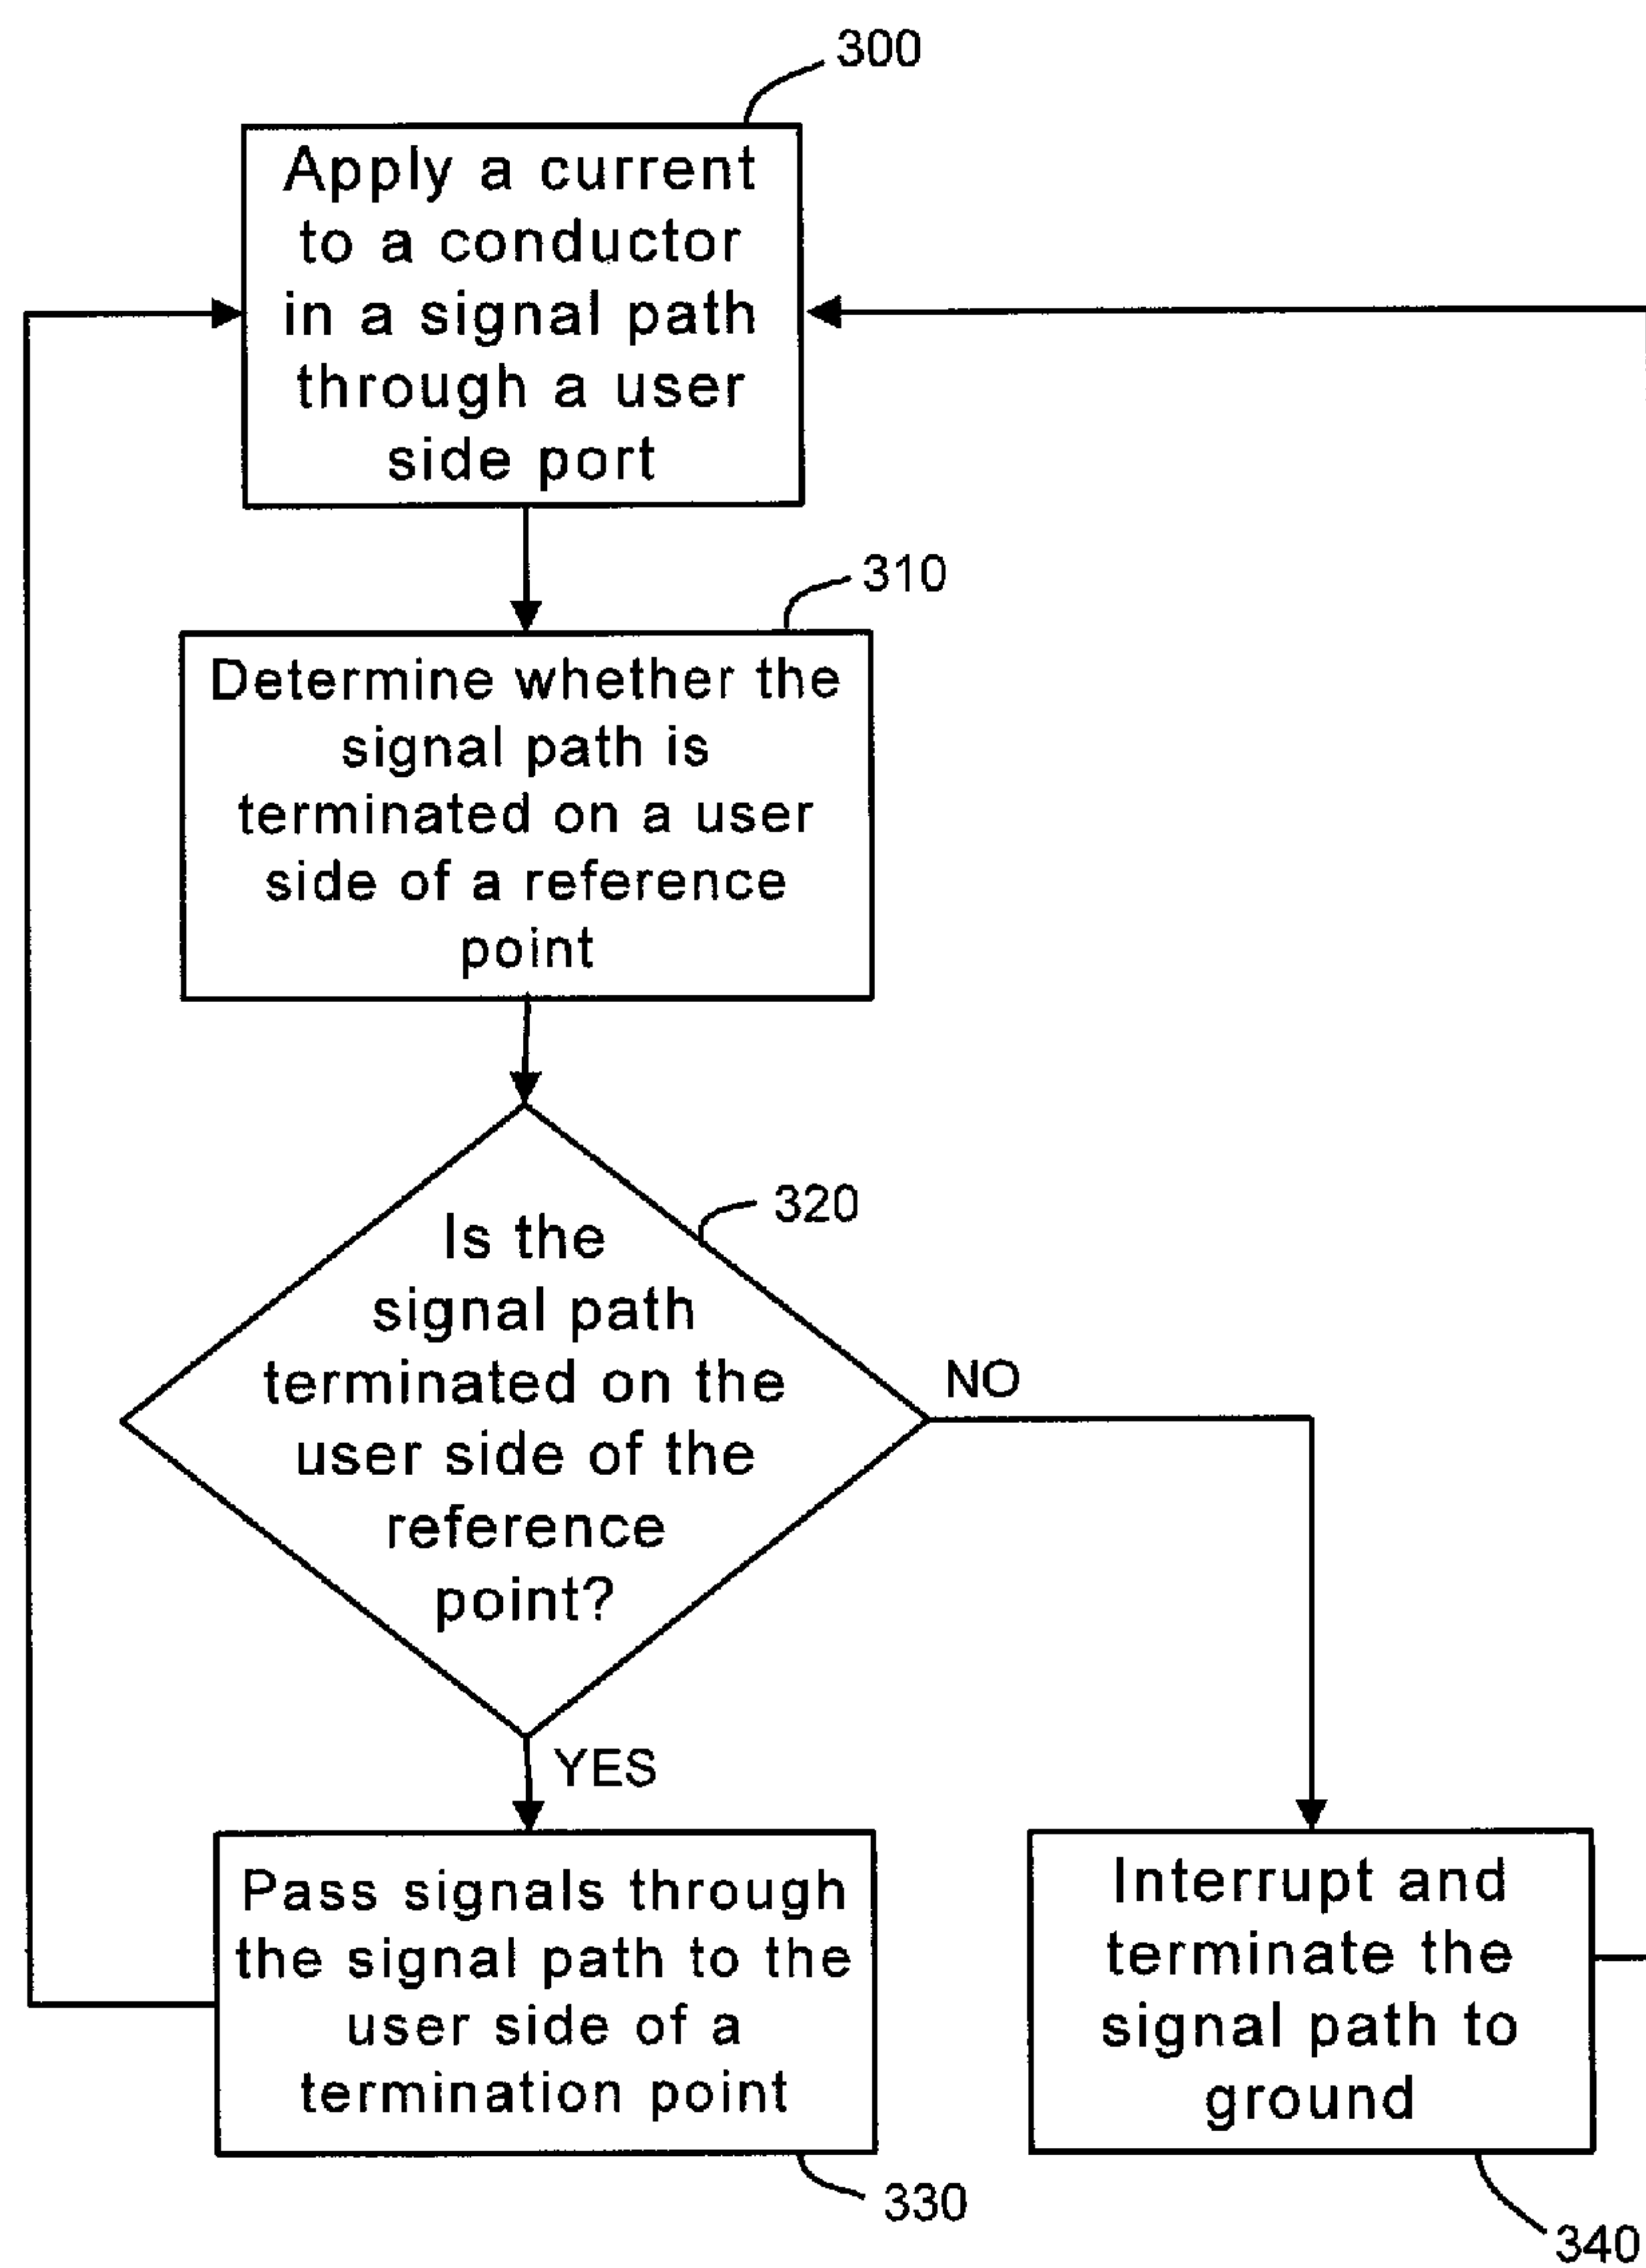 300
Apply a current
to a conductor
in a signal path
through a user
side port
310
Determine whether the
signal path is
terminated on a user
side of a reference
point
320
Is the
signal path
terminated on the
user side of the
reference
point?
NO
YES
Pass signals through
the signal path to the
user side of a
termination point
330
Interrupt and
terminate the
signal path to
ground
340